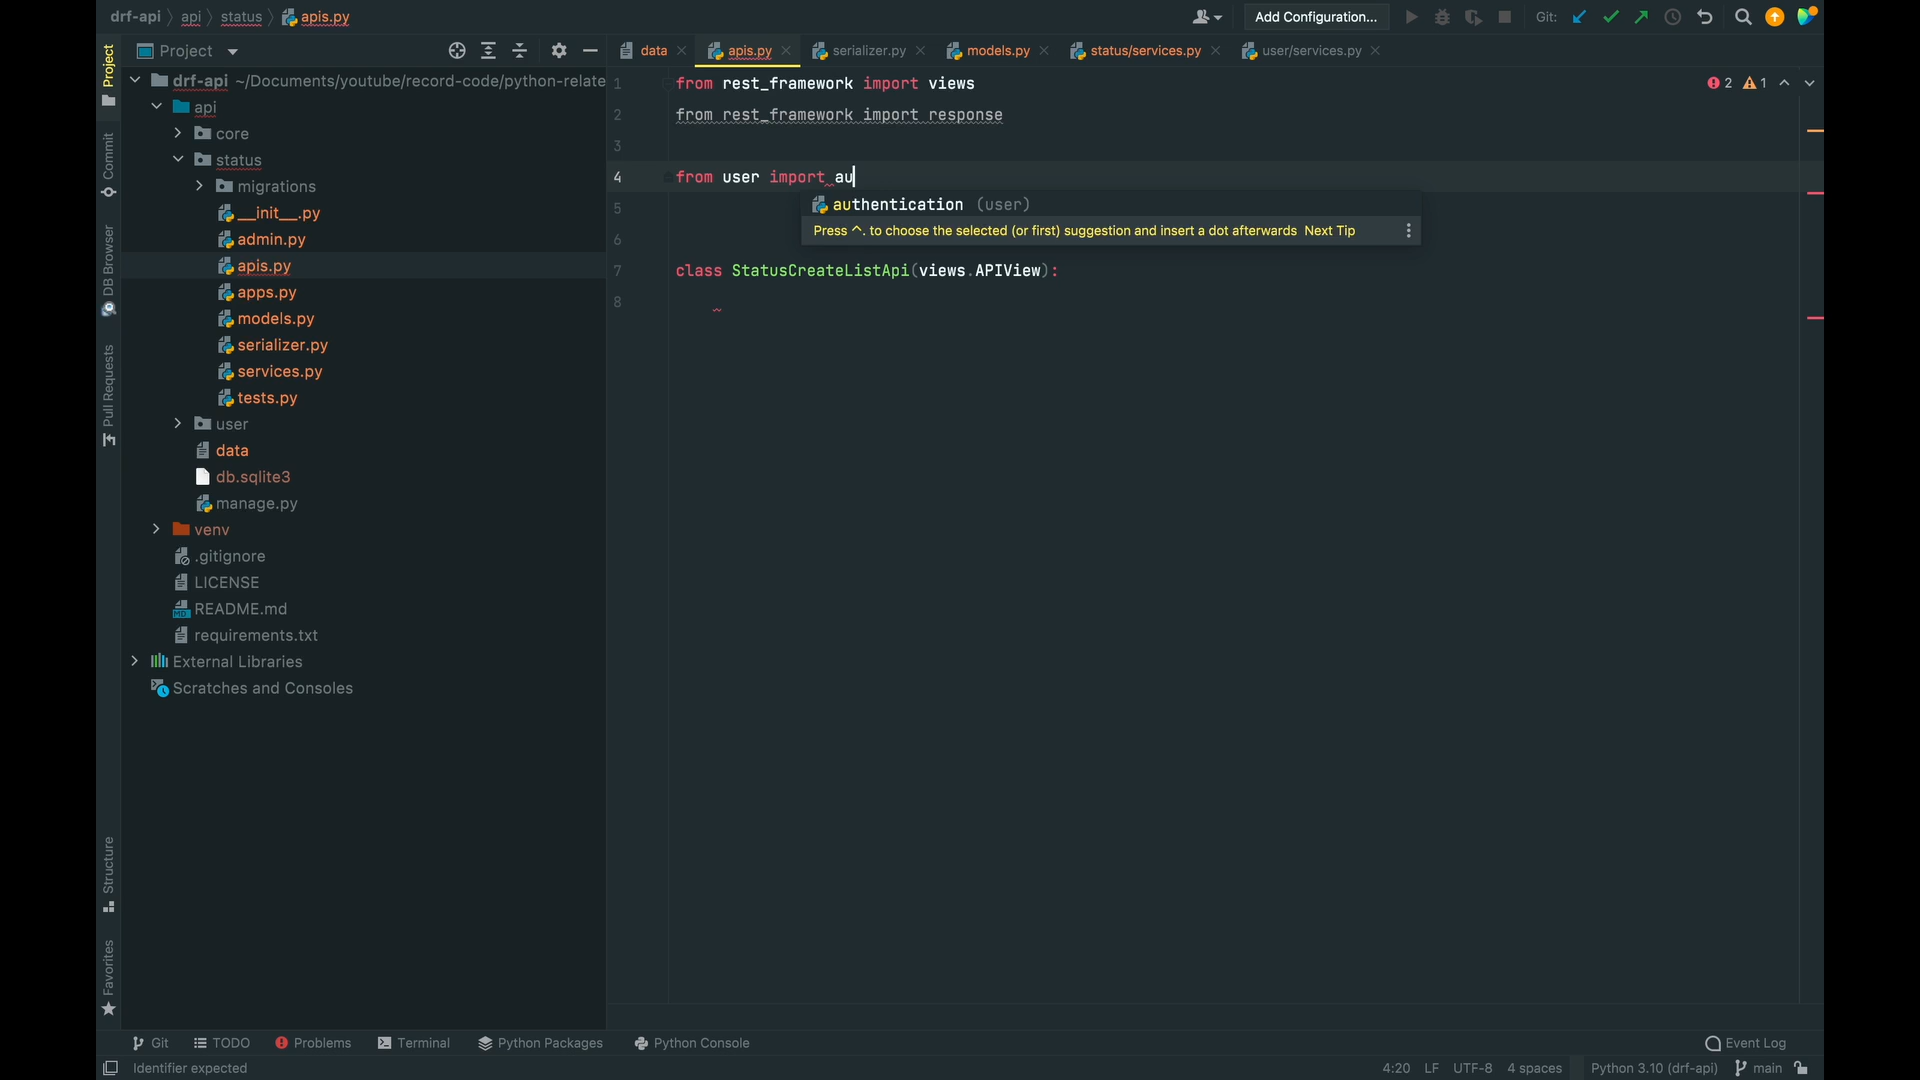 drf-api api status apis.py Add Configuration... Git:
Project
data apis.py serializer.py models.py status/services.py user/services.py
Project
Commit
DB Browser
Pull Requests
Structure
Favorites
drf-api ~/Documents/youtube/record-code/python-relate
api
core
status
migrations
__init__.py
admin.py
apis.py
apps.py
models.py
serializer.py
services.py
tests.py
user
data
db.sqlite3
manage.py
venv
.gitignore
LICENSE
README.md
requirements.txt
External Libraries
Scratches and Consoles
1 from rest_framework import views
2 from rest_framework import response
3
4 from user import au
5
6
7 class StatusCreateListApi(views.APIView):
8
2 1
authentication (user)
Press ^. to choose the selected (or first) suggestion and insert a dot afterwards Next Tip
Git TODO Problems Terminal Python Packages Python Console Event Log
Identifier expected 4:20 LF UTF-8 4 spaces Python 3.10 (drf-api) main